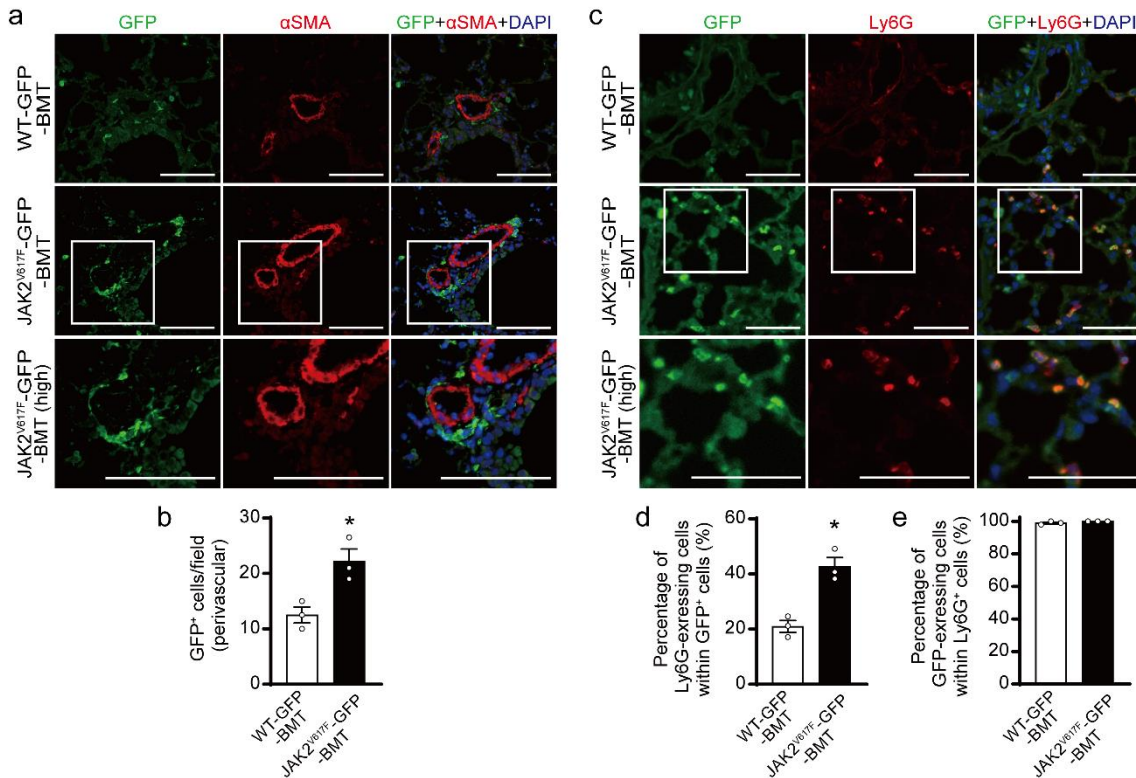 a
GFP
αSMA
GFP+αSMA+DAPI
WT-GFP
-BMT
JAK2V617F-GFP
-BMT
JAK2V617F-GFP
-BMT (high)
b
GFP+ cells/field
(perivascular)
30
20
10
0
*
WT-GFP
-BMT
JAK2V617F-GFP
-BMT
c
GFP
Ly6G
GFP+Ly6G+DAPI
WT-GFP
-BMT
JAK2V617F-GFP
-BMT
JAK2V617F-GFP
-BMT (high)
d
Percentage of
Ly6G-exressing cells
within GFP+ cells (%)
60
40
20
0
*
WT-GFP
-BMT
JAK2V617F-GFP
-BMT
e
Percentage of
GFP-exressing cells
within Ly6G+ cells (%)
100
80
60
40
20
0
WT-GFP
-BMT
JAK2V617F-GFP
-BMT